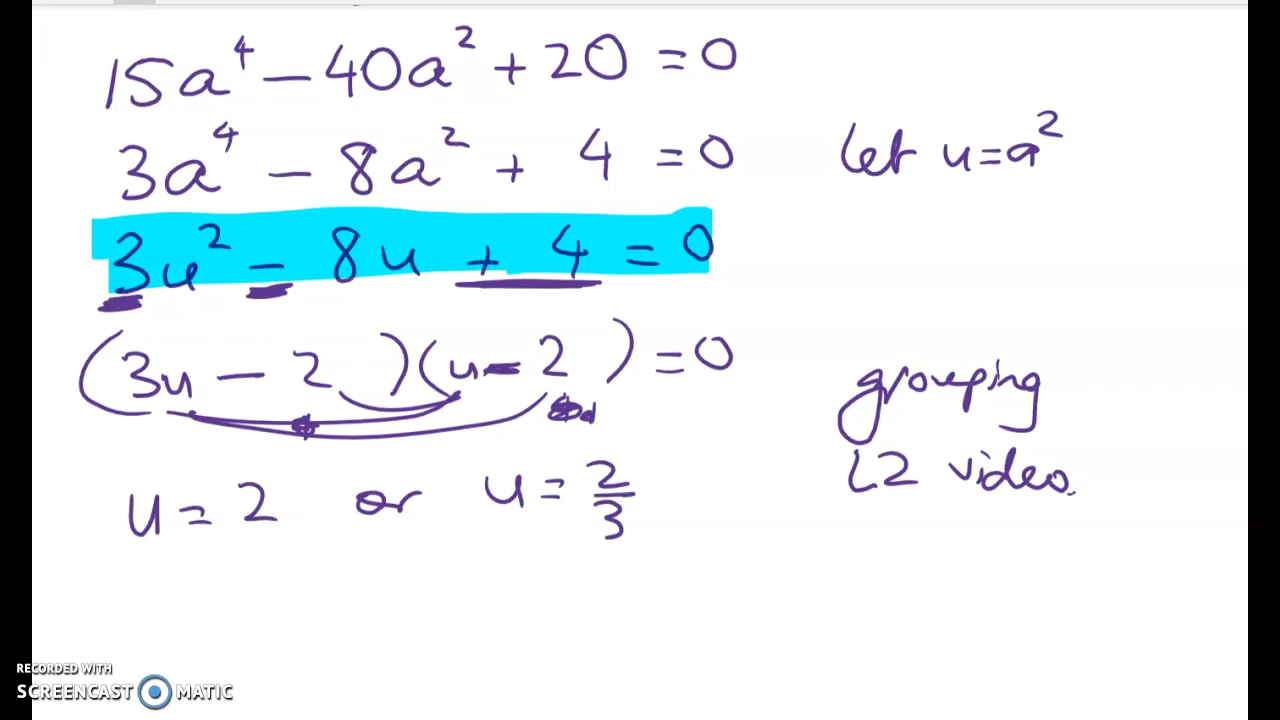 15a⁴ - 40a² + 20 = 0
3a⁴ - 8a² + 4 = 0
let u = a²
3u² - 8u + 4 = 0
(3u - 2)(u - 2) = 0
grouping
L2 video.
u = 2 or u = 2/3
RECORDED WITH
SCREENCAST MATIC